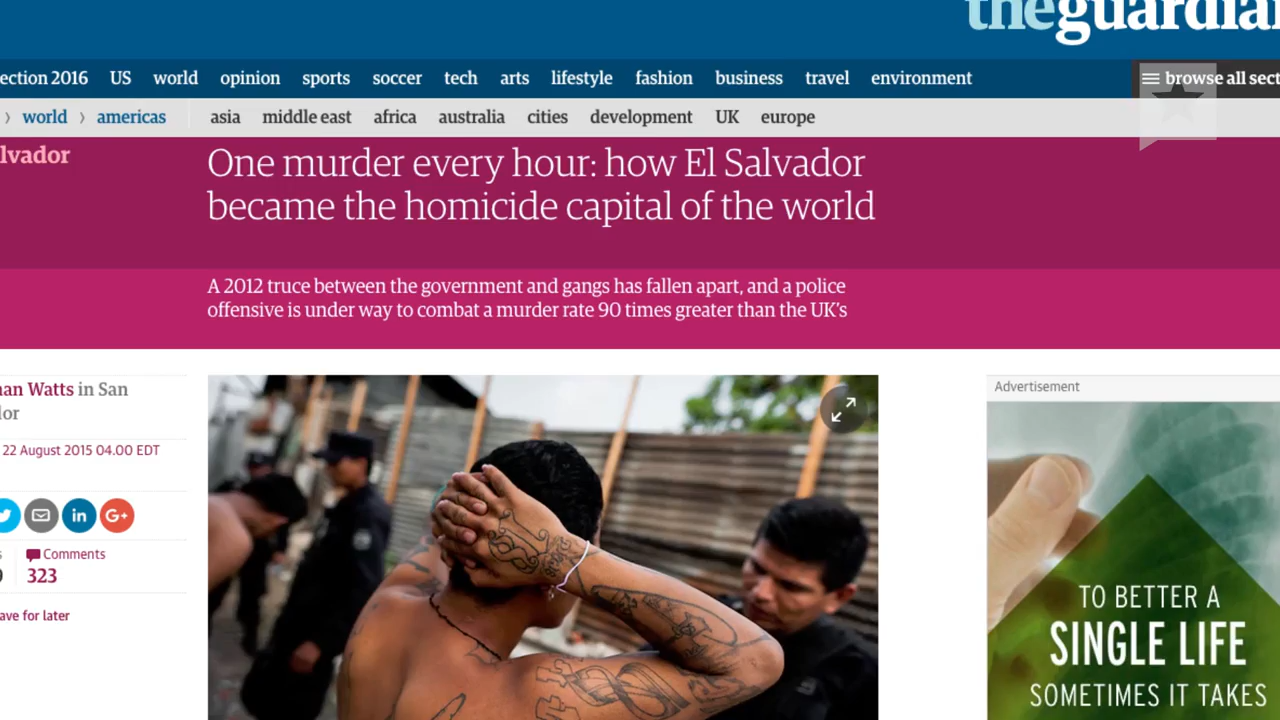 theguardia
ection 2016 US world opinion sports soccer tech arts lifestyle fashion business travel environment
browse all sect
world americas asia middle east africa australia cities development UK europe
lvador
One murder every hour: how El Salvador
became the homicide capital of the world
A 2012 truce between the government and gangs has fallen apart, and a police
offensive is under way to combat a murder rate 90 times greater than the UK's
an Watts in San
lor
22 August 2015 04.00 EDT
in
G+
s
Comments
323
ave for later
Advertisement
TO BETTER A
SINGLE LIFE
SOMETIMES IT TAKES